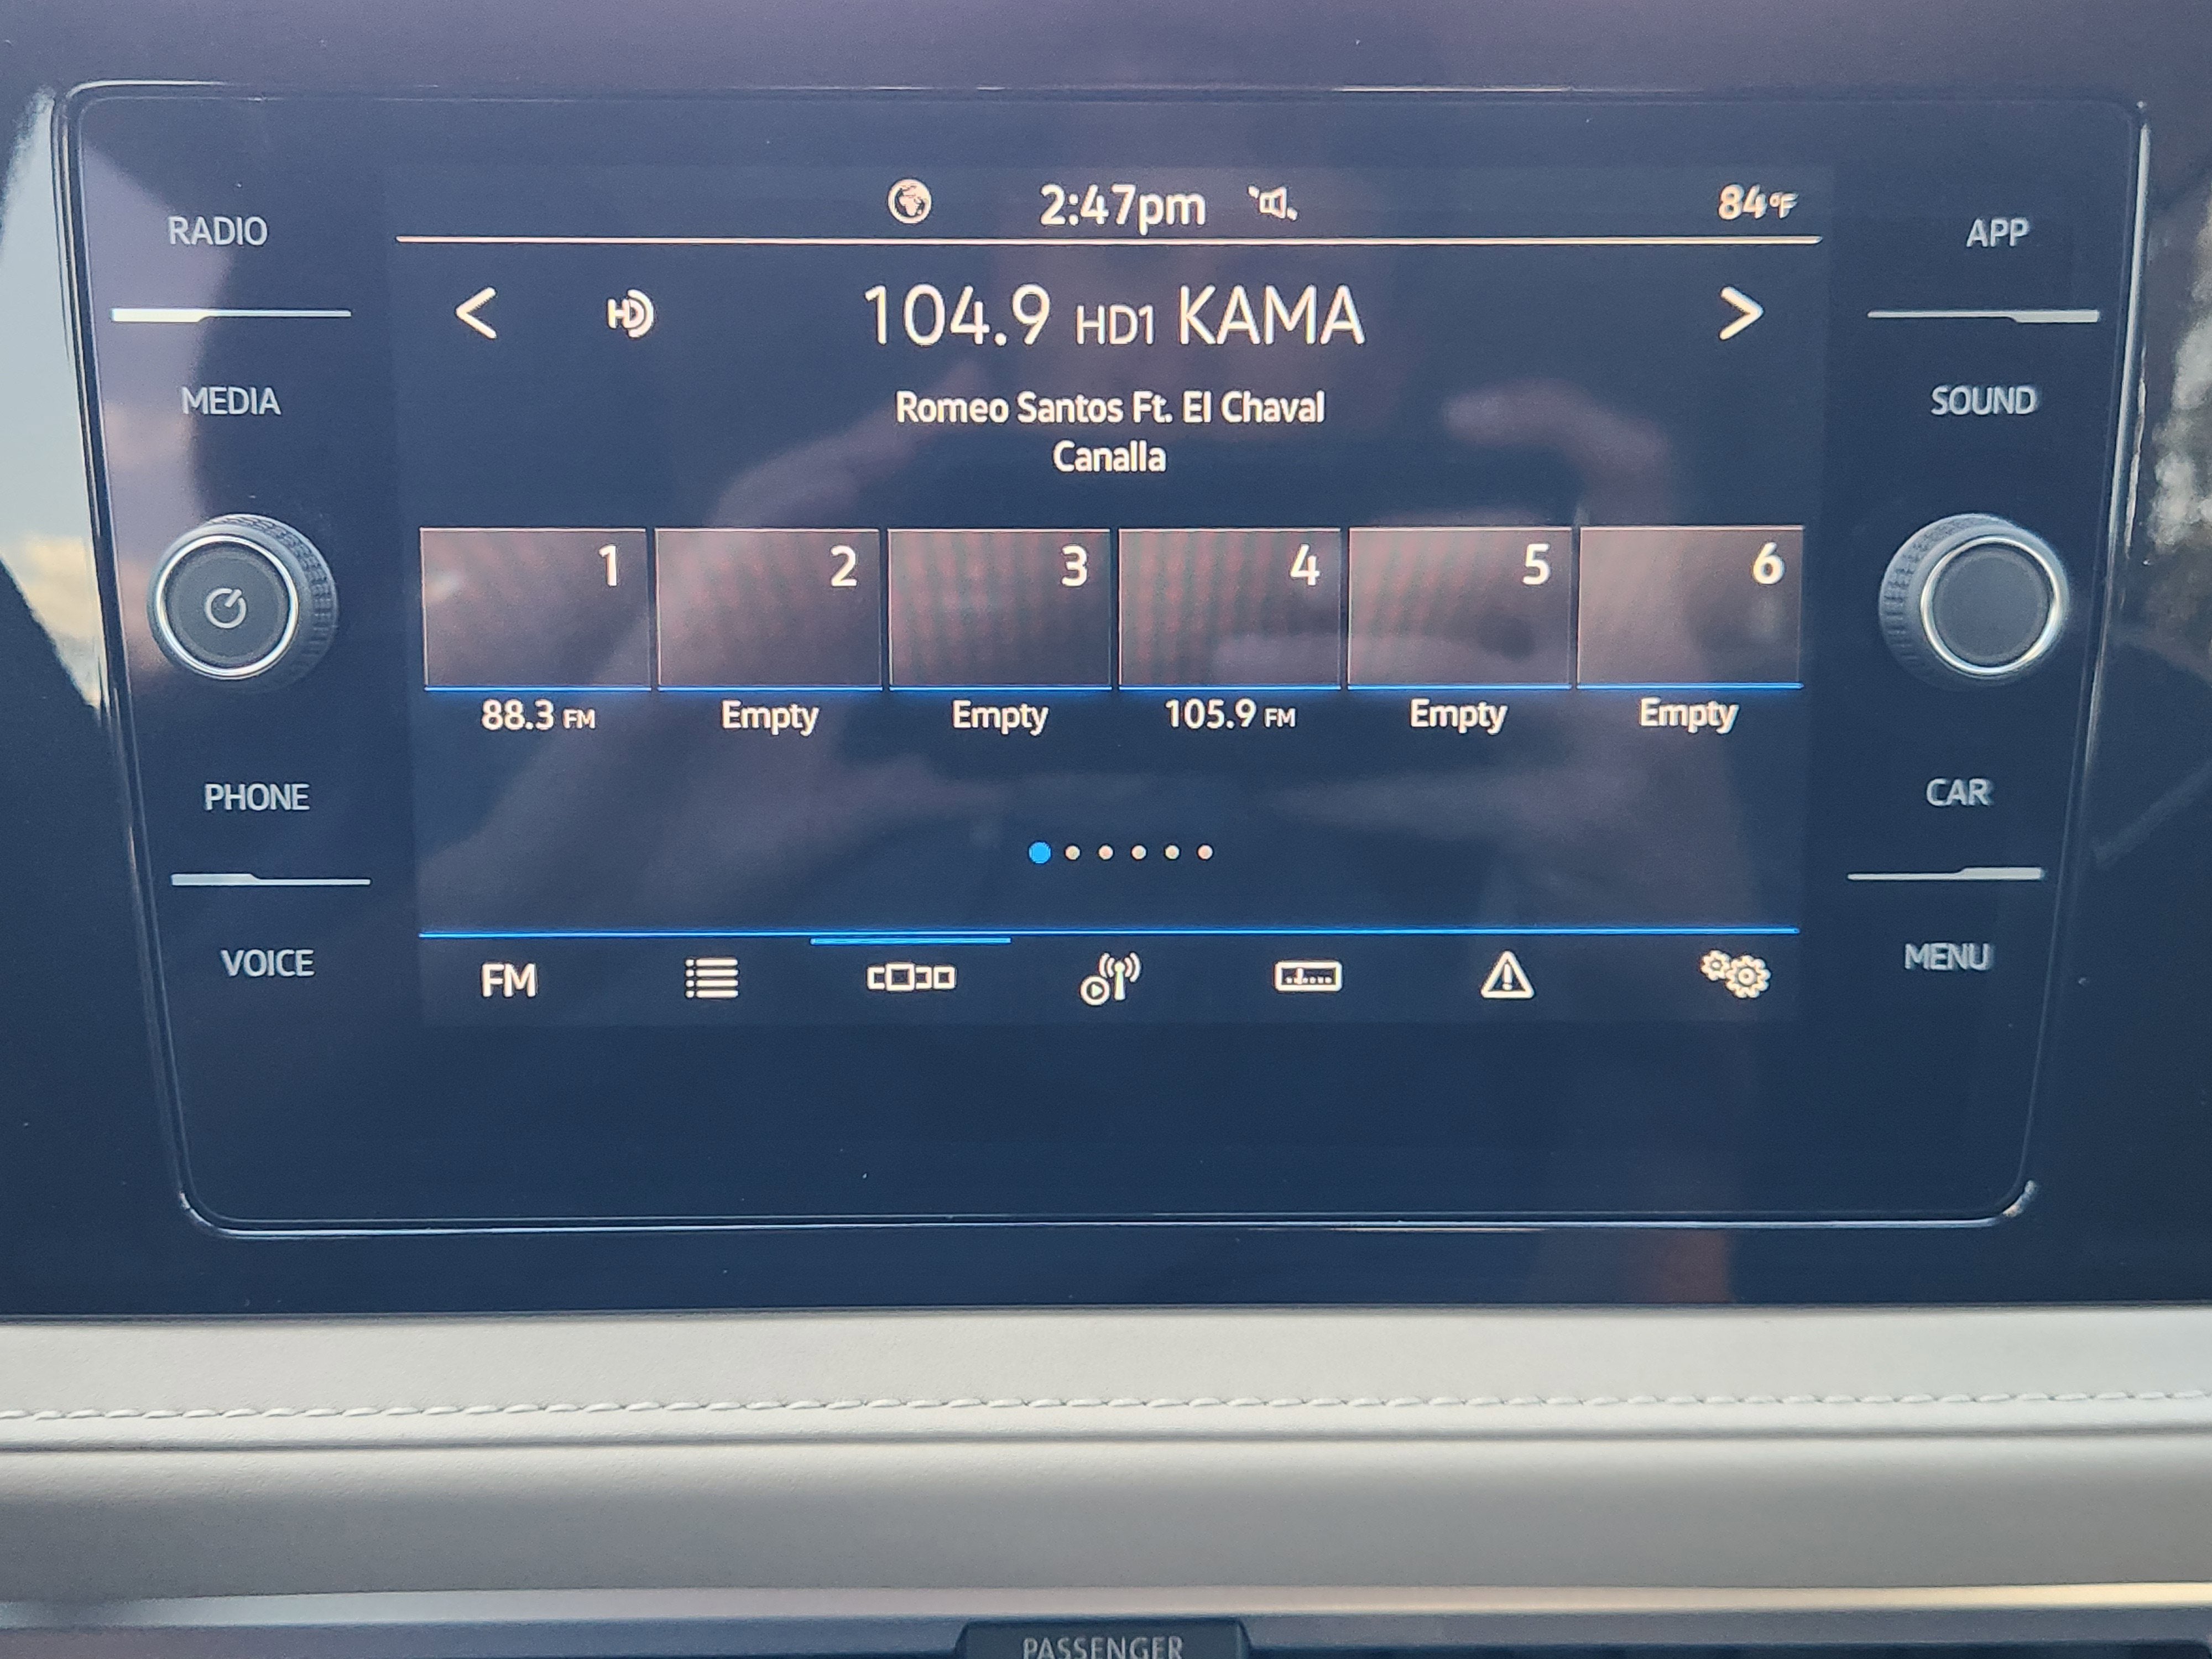 2:47pm
84°F
RADIO
APP
104.9 HD1 KAMA
MEDIA
SOUND
Romeo Santos Ft. El Chaval
Canalla
1 2 3 4 5 6
88.3 FM Empty Empty 105.9 FM Empty Empty
PHONE
CAR
VOICE
MENU
FM
PASSENGER